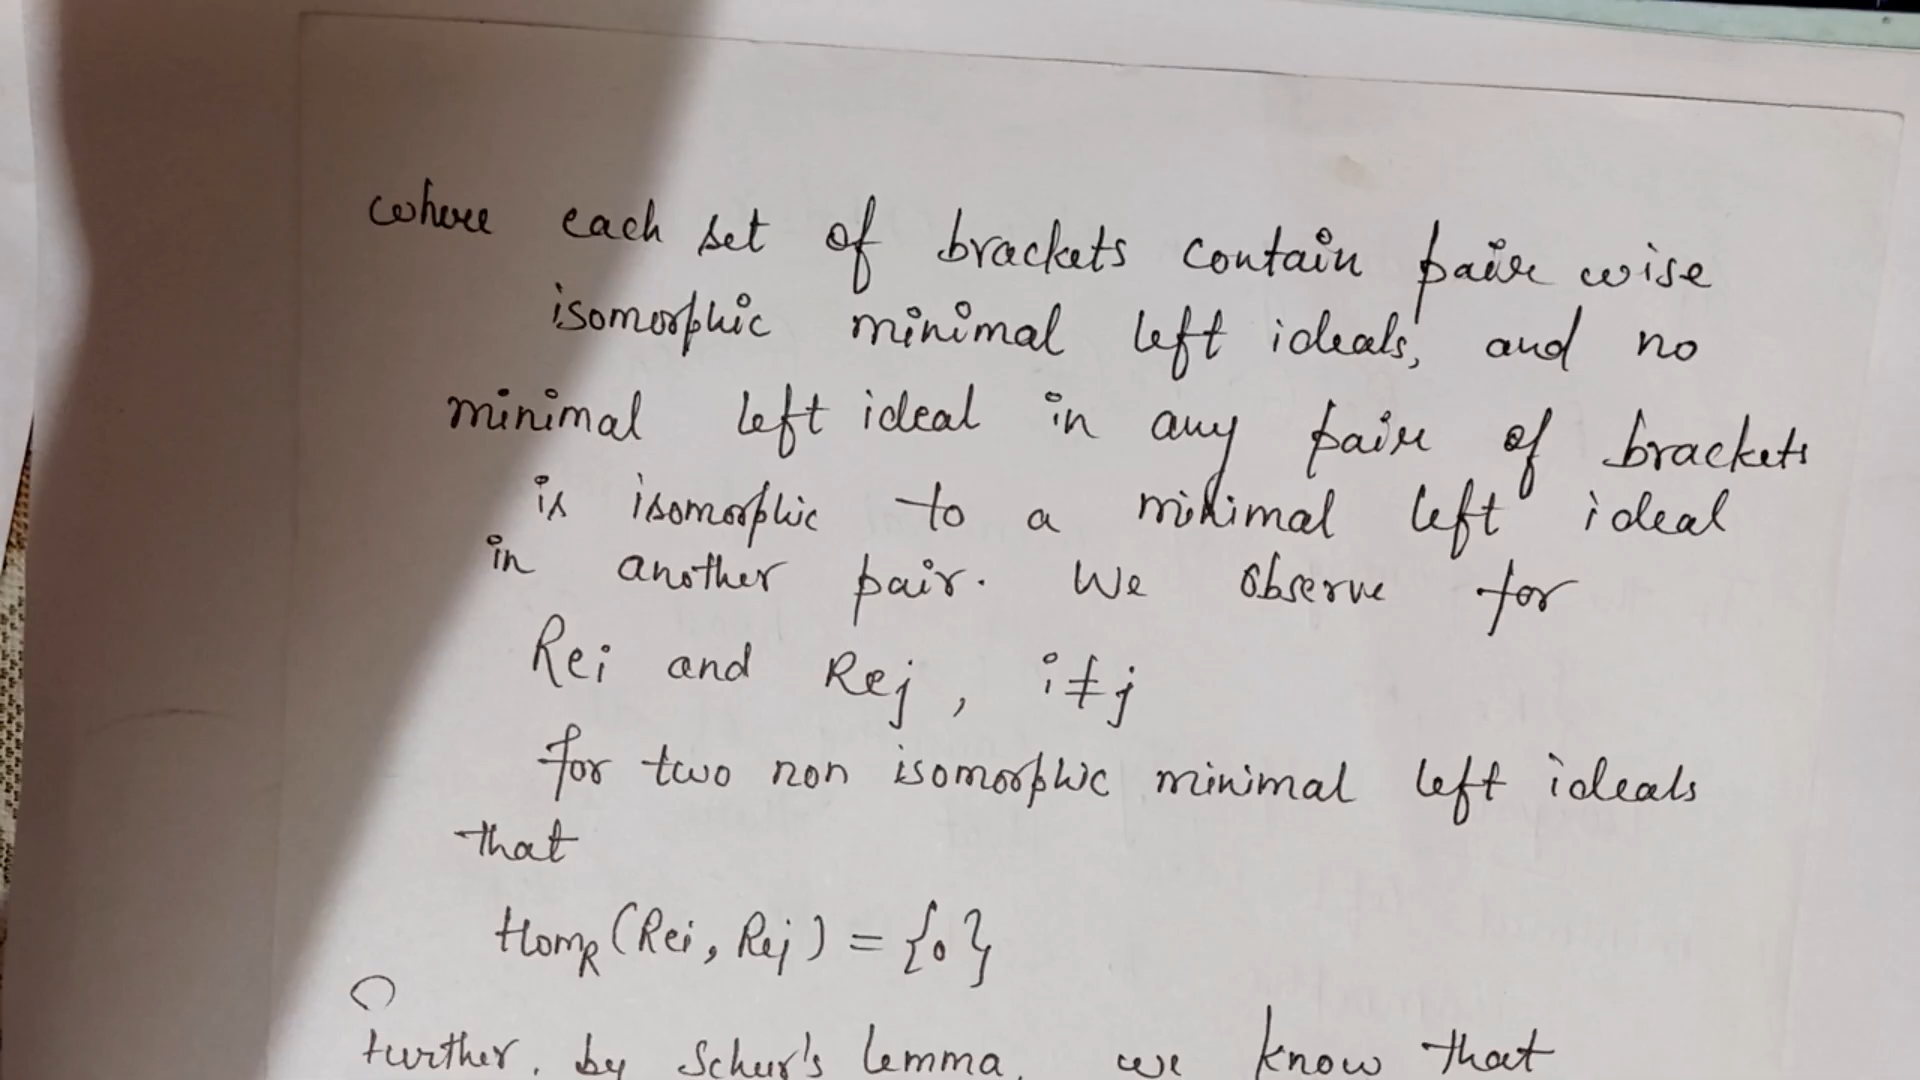 where each set of brackets contain pair wise
isomorphic minimal left ideals, and no
minimal left ideal in any pair of brackets
is isomorphic to a minimal left ideal
in another pair. We observe for
Rei and Rej, i≠j
for two non isomorphic minimal left ideals
that
Hom_R (Rei, Rej) = {0}
Further, by Schur's lemma, we know that